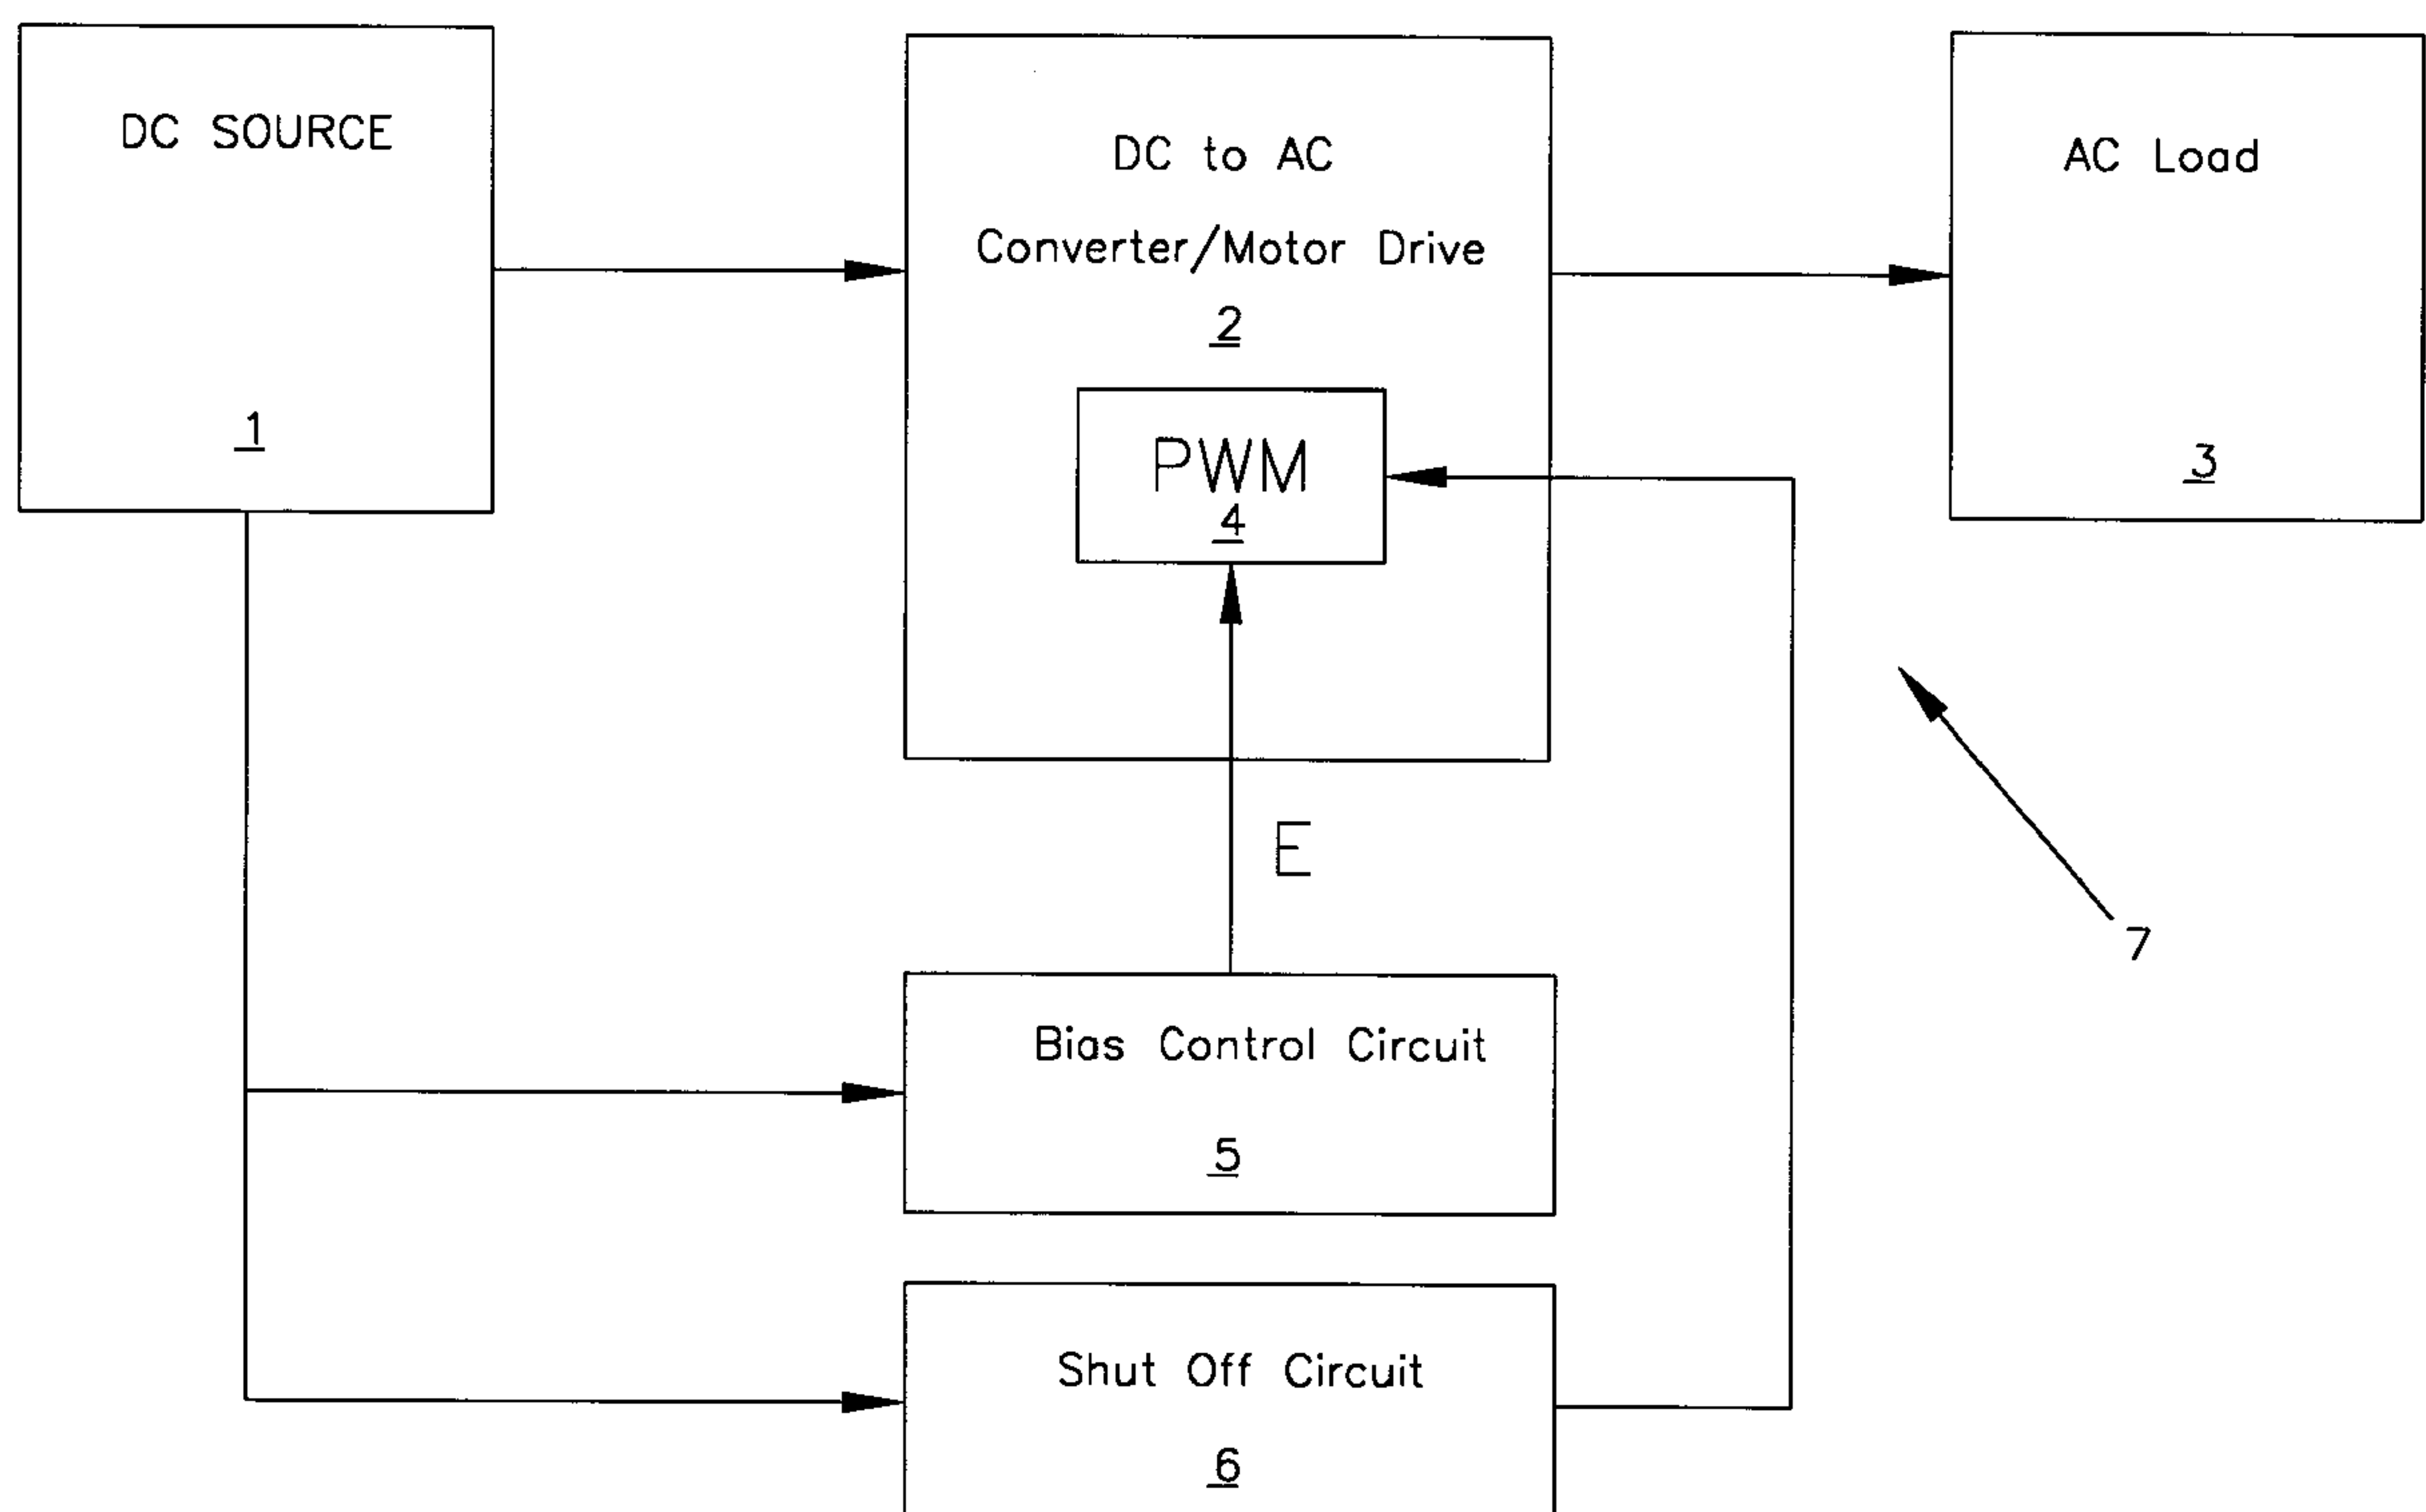 DC SOURCE
1
DC to AC
Converter/Motor Drive
2
PWM
4
AC Load
3
E
7
Bias Control Circuit
5
Shut Off Circuit
6